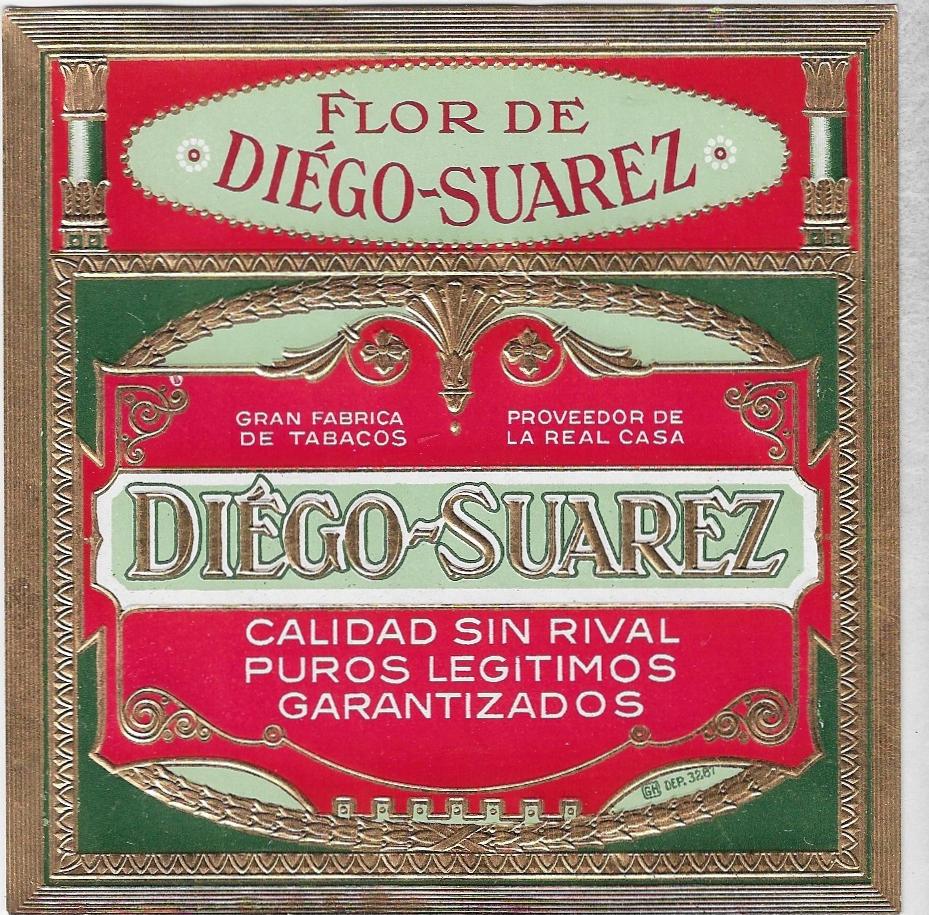 FLOR DE
DIÉGO-SUAREZ
GRAN FABRICA
DE TABACOS
PROVEEDOR DE
LA REAL CASA
DIÉGO-SUAREZ
CALIDAD SIN RIVAL
PUROS LEGITIMOS
GARANTIZADOS
DEP. 3287